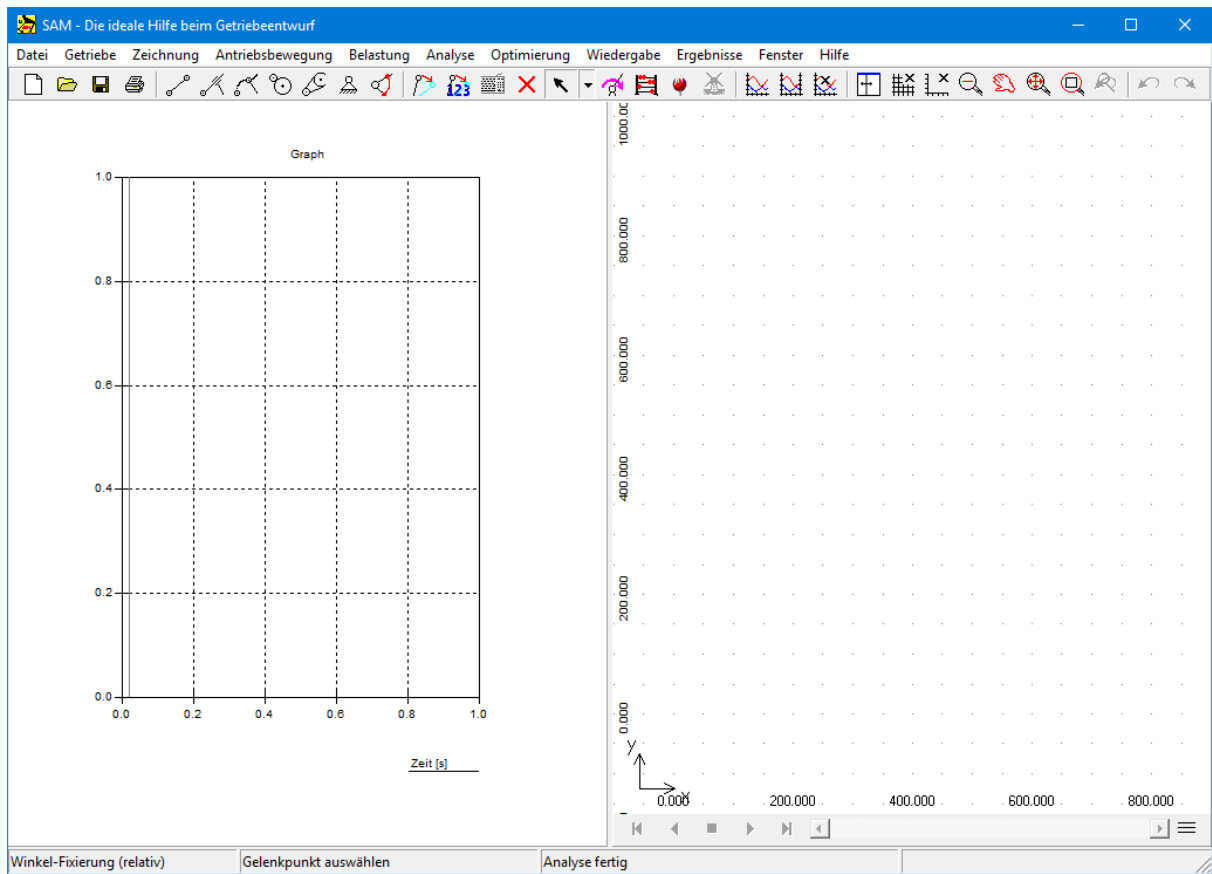 SAM - Die ideale Hilfe beim Getriebeentwurf
Datei Getriebe Zeichnung Antriebsbewegung Belastung Analyse Optimierung Wiedergabe Ergebnisse Fenster Hilfe
123
Graph
1.0
0.8
0.6
0.4
0.2
0.0
0.0 0.2 0.4 0.6 0.8 1.0
Zeit [s]
800.000
600.000
400.000
200.000
0.000
y
x
0.000 200.000 400.000 600.000 800.000
Winkel-Fixierung (relativ) Gelenkpunkt auswählen Analyse fertig